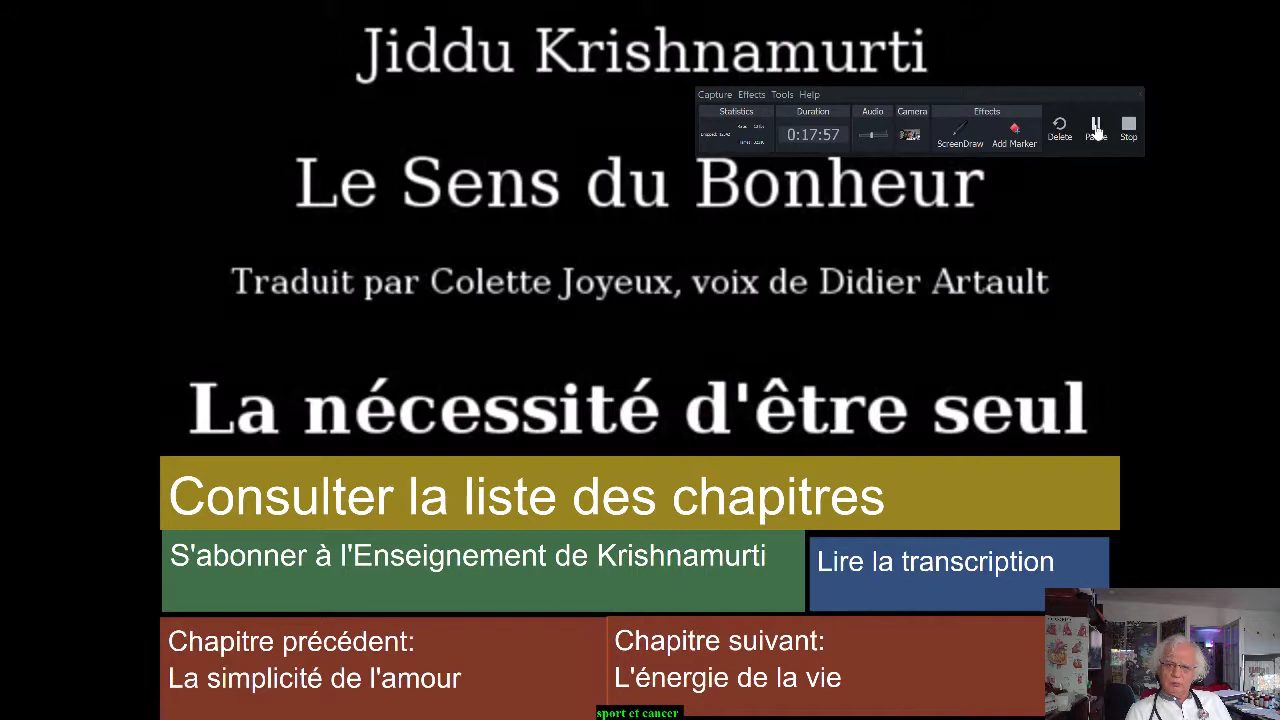 Jiddu Krishnamurti
Capture Effects Tools Help
Statistics Duration Audio Camera Effects
0:17:57
ScreenDraw Add Marker Delete Stop
Le Sens du Bonheur
Traduit par Colette Joyeux, voix de Didier Artault
La nécessité d'être seul
Consulter la liste des chapitres
S'abonner à l'Enseignement de Krishnamurti
Lire la transcription
Chapitre précédent:
La simplicité de l'amour
Chapitre suivant:
L'énergie de la vie
sport et cancer